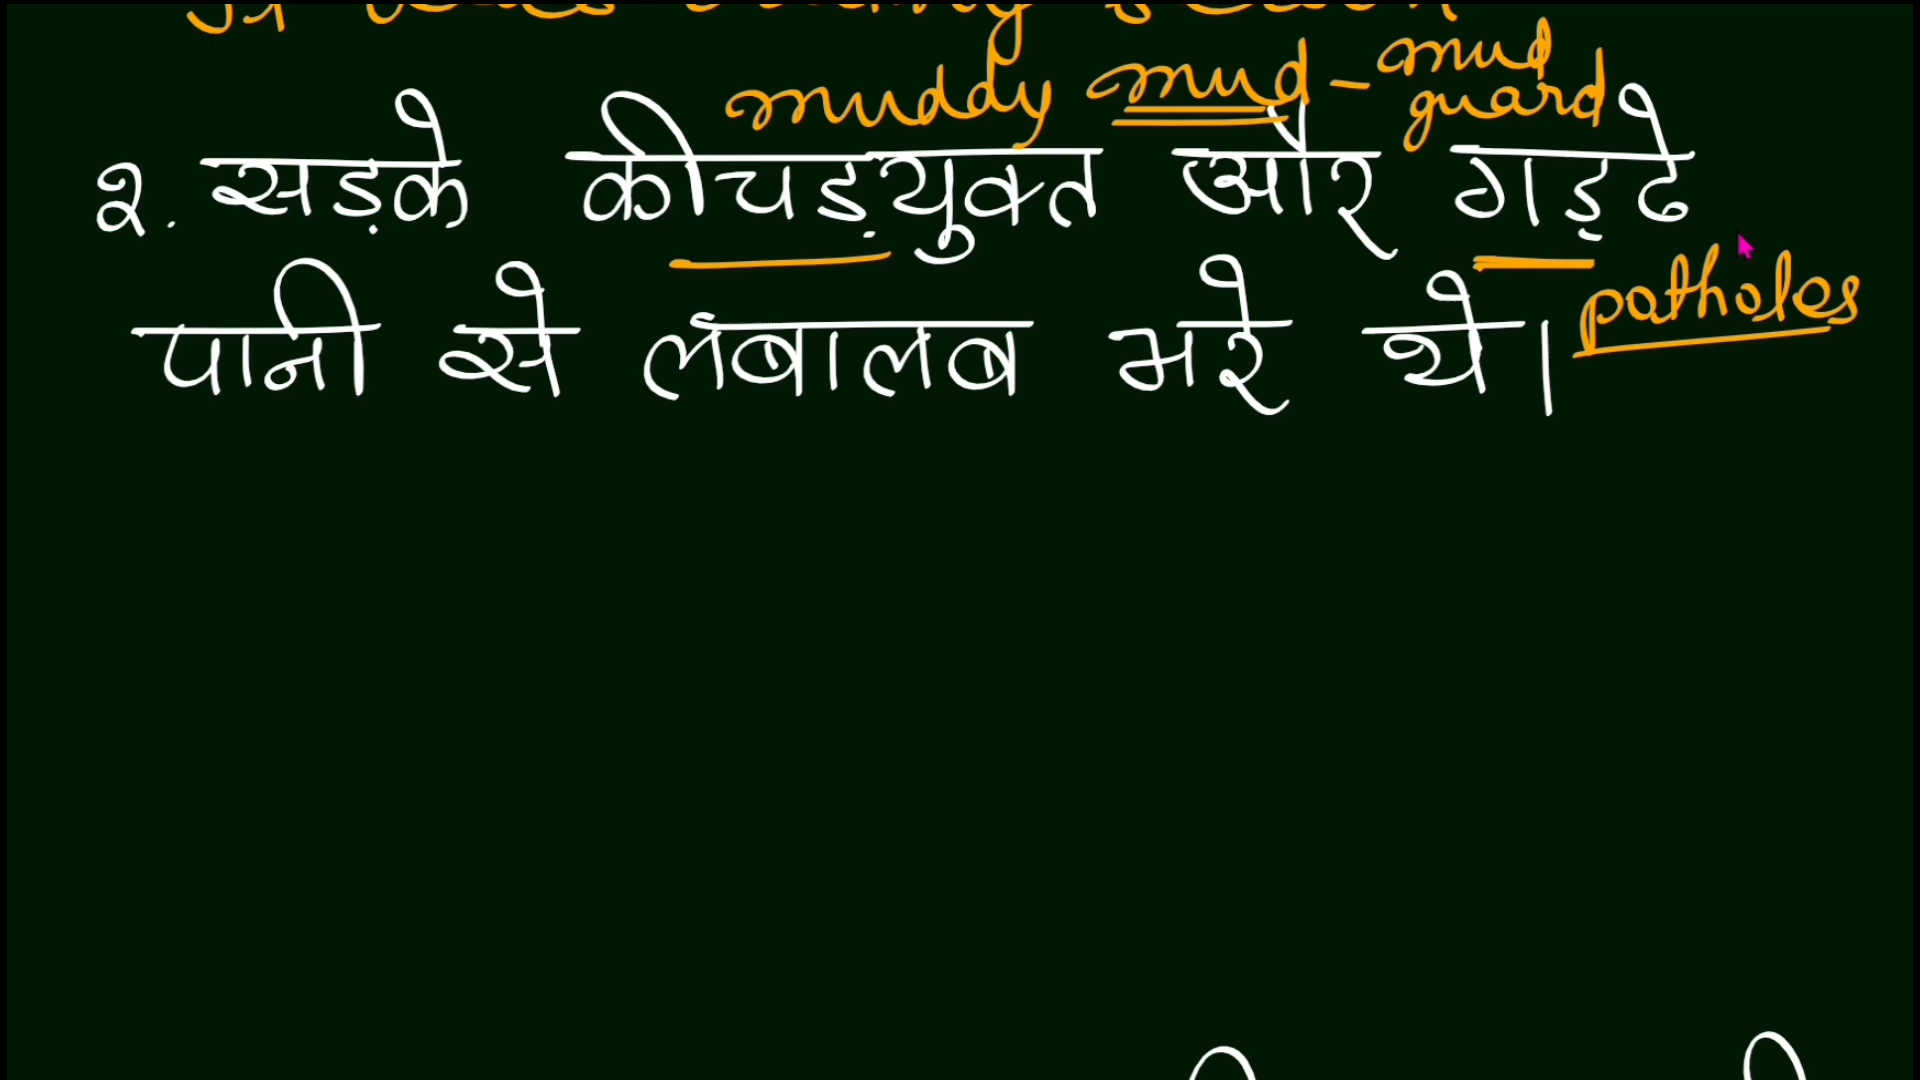 muddy mud - mud guard
२. सड़के कीचड़युक्त और गड्ढे
potholes
पानी से लबालब भरे थे।